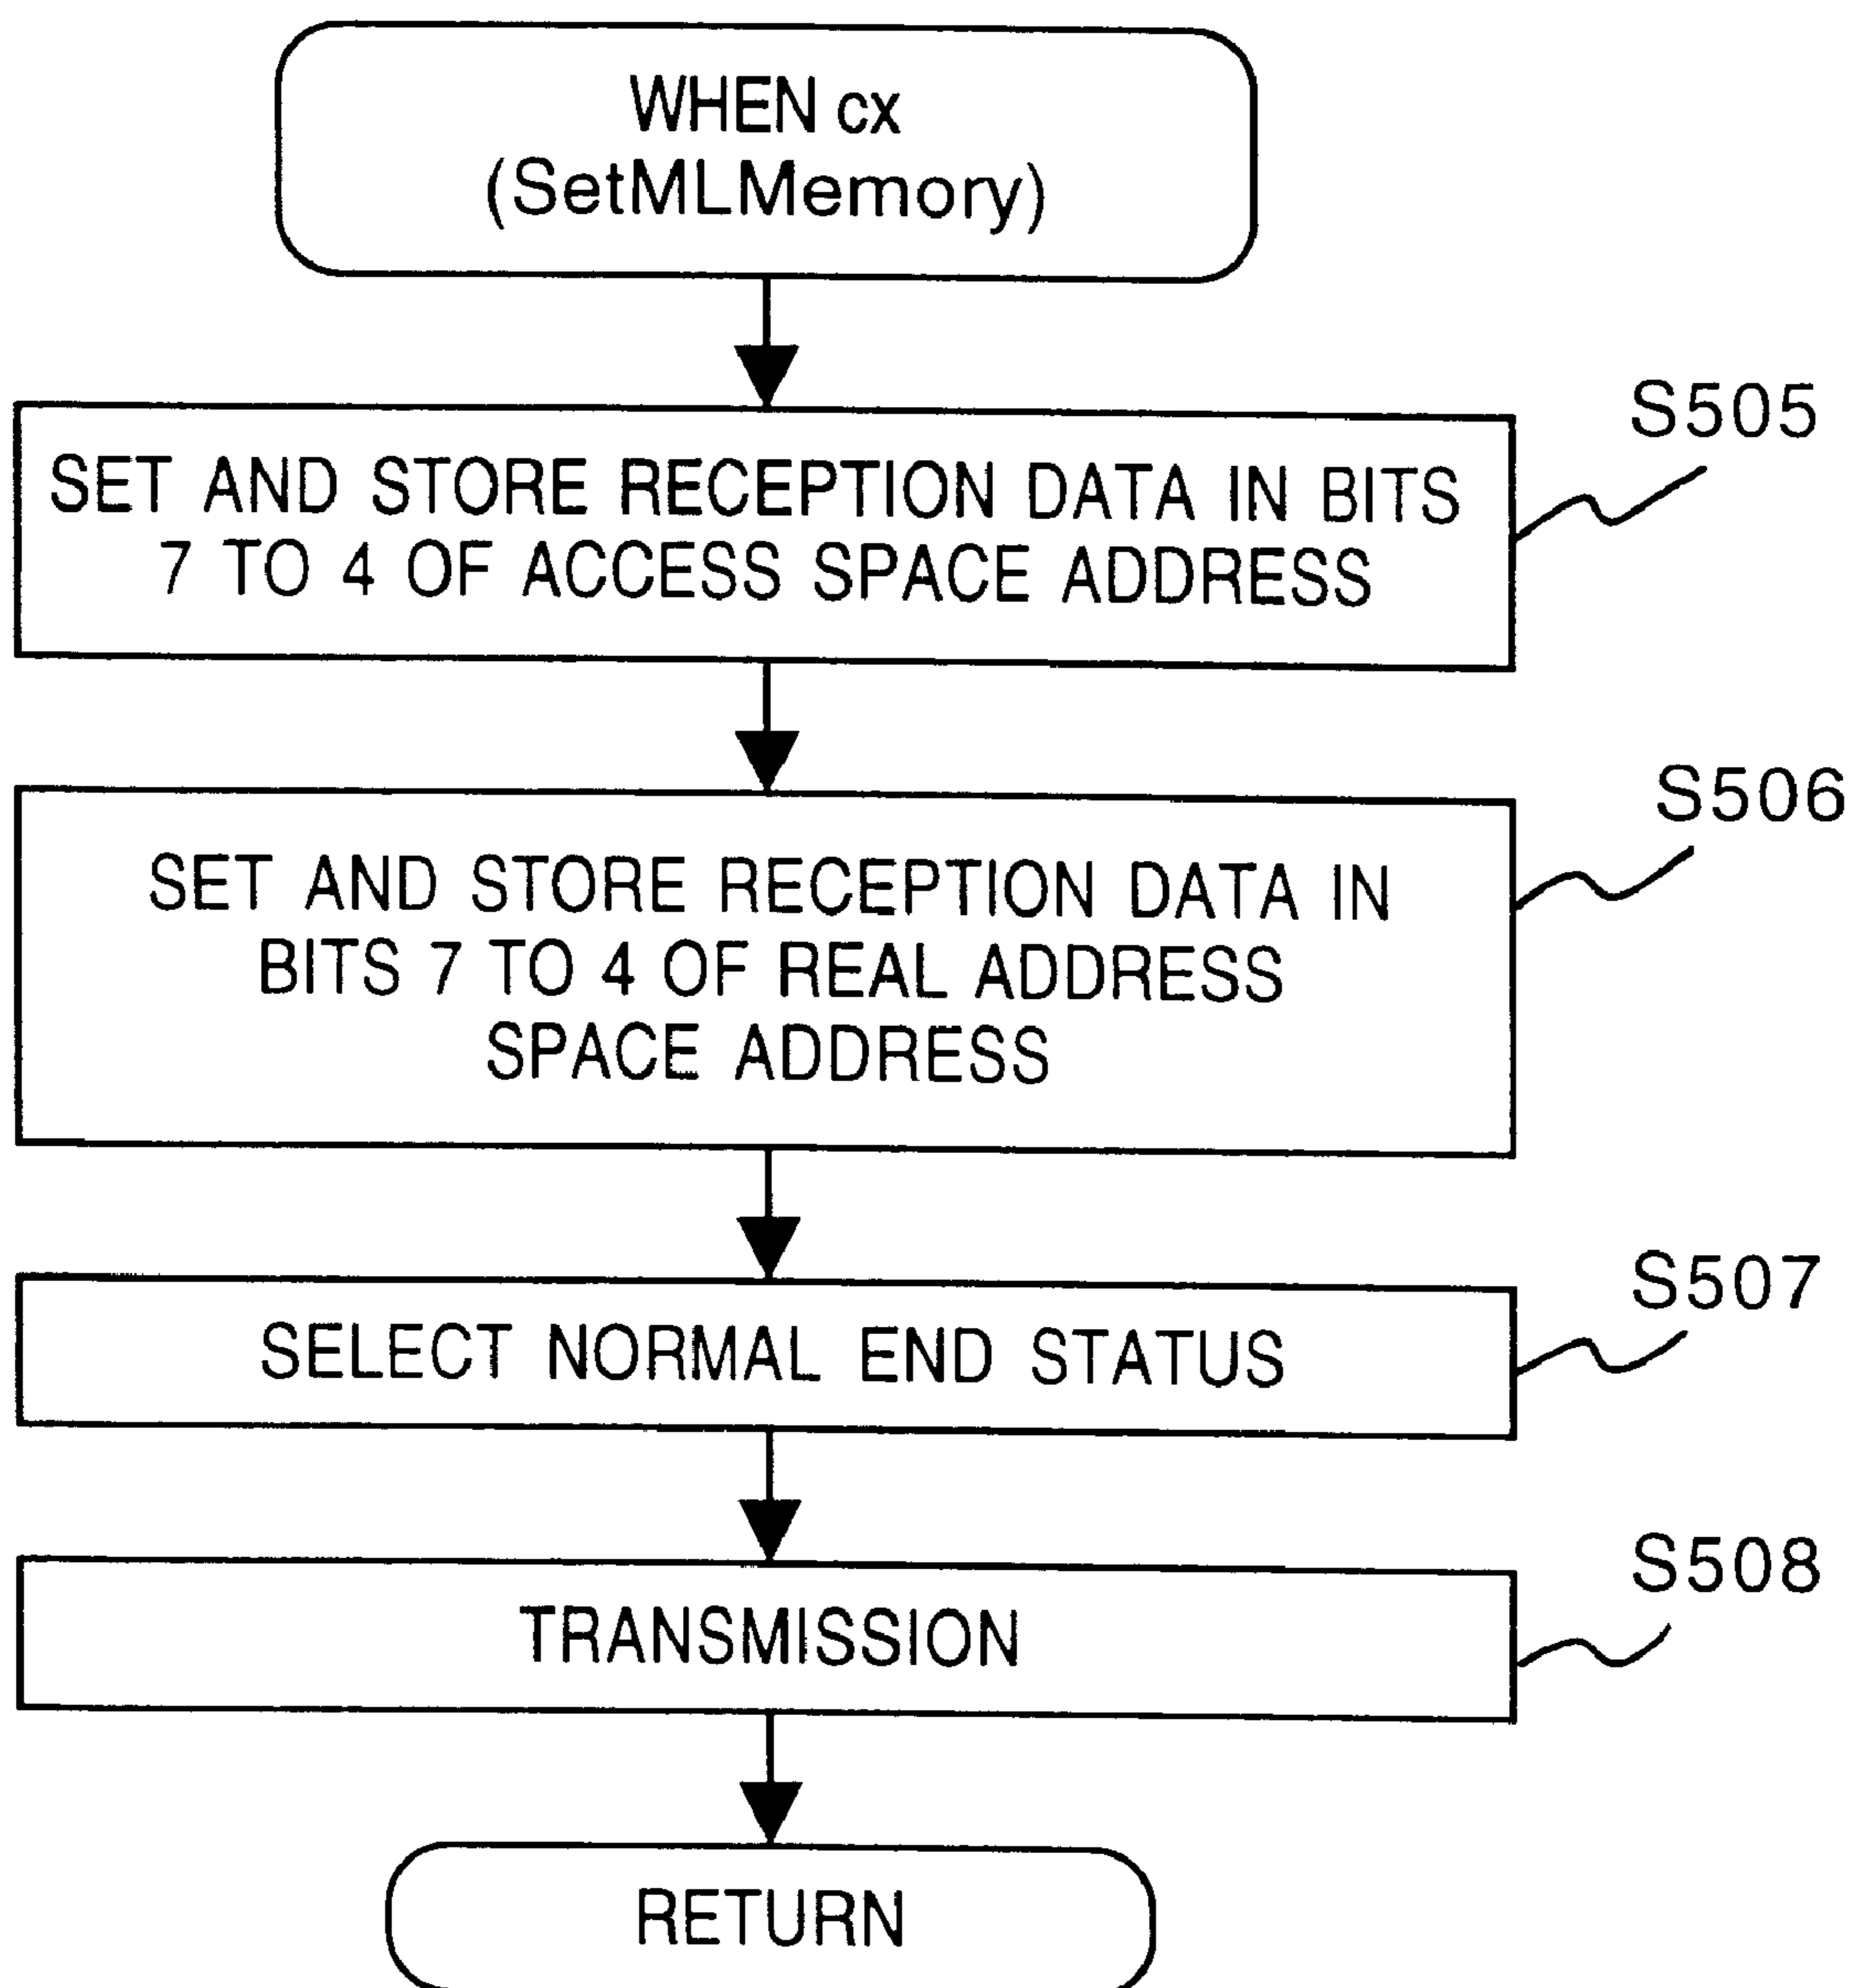 WHEN cx
(SetMLMemory)
S505
SET AND STORE RECEPTION DATA IN BITS
7 TO 4 OF ACCESS SPACE ADDRESS
S506
SET AND STORE RECEPTION DATA IN
BITS 7 TO 4 OF REAL ADDRESS
SPACE ADDRESS
S507
SELECT NORMAL END STATUS
S508
TRANSMISSION
RETURN